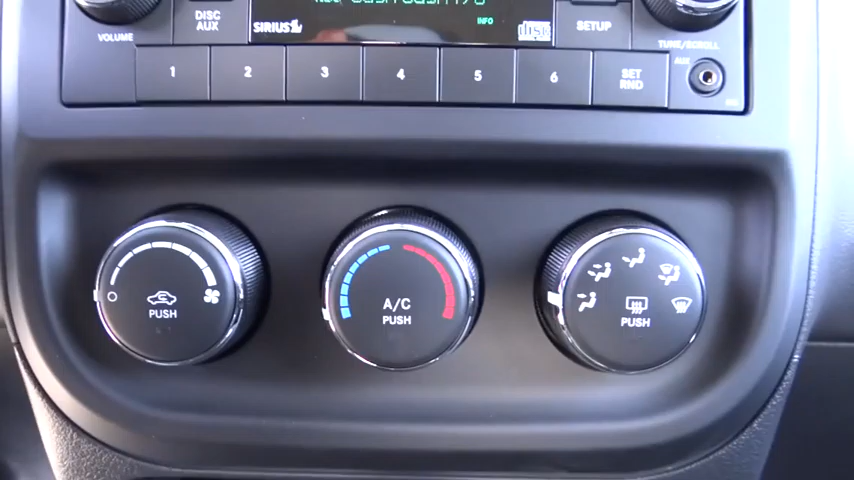 INFO
VOLUME
DISC
AUX
SIRIUS
disc
SETUP
TUNE/SCROLL
1
2
3
4
5
6
SET
RND
AUX
PUSH
A/C
PUSH
PUSH